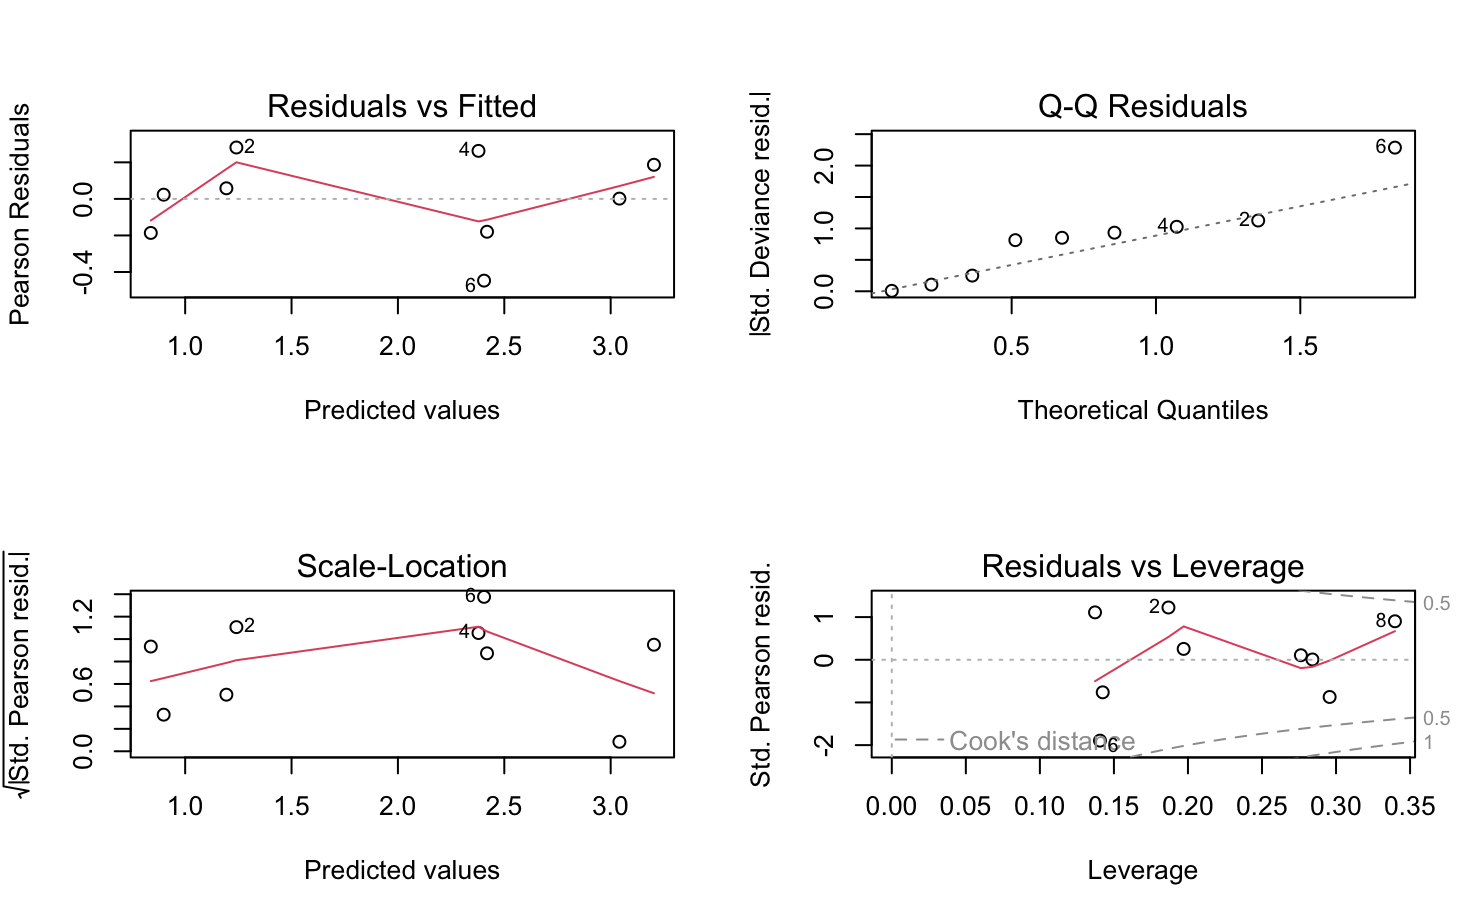 Residuals vs Fitted
Pearson Residuals
0.0
-0.4
2
4
6
1.0 1.5 2.0 2.5 3.0
Predicted values
Q-Q Residuals
|Std. Deviance resid.|
2.0
1.0
0.0
6
4
2
0.5 1.0 1.5
Theoretical Quantiles
Scale-Location
√|Std. Pearson resid.|
1.2
0.6
0.0
6
2
4
1.0 1.5 2.0 2.5 3.0
Predicted values
Residuals vs Leverage
Std. Pearson resid.
1
0
-2
2
8
6
0.5
0.5
1
Cook's distance
0.00 0.05 0.10 0.15 0.20 0.25 0.30 0.35
Leverage